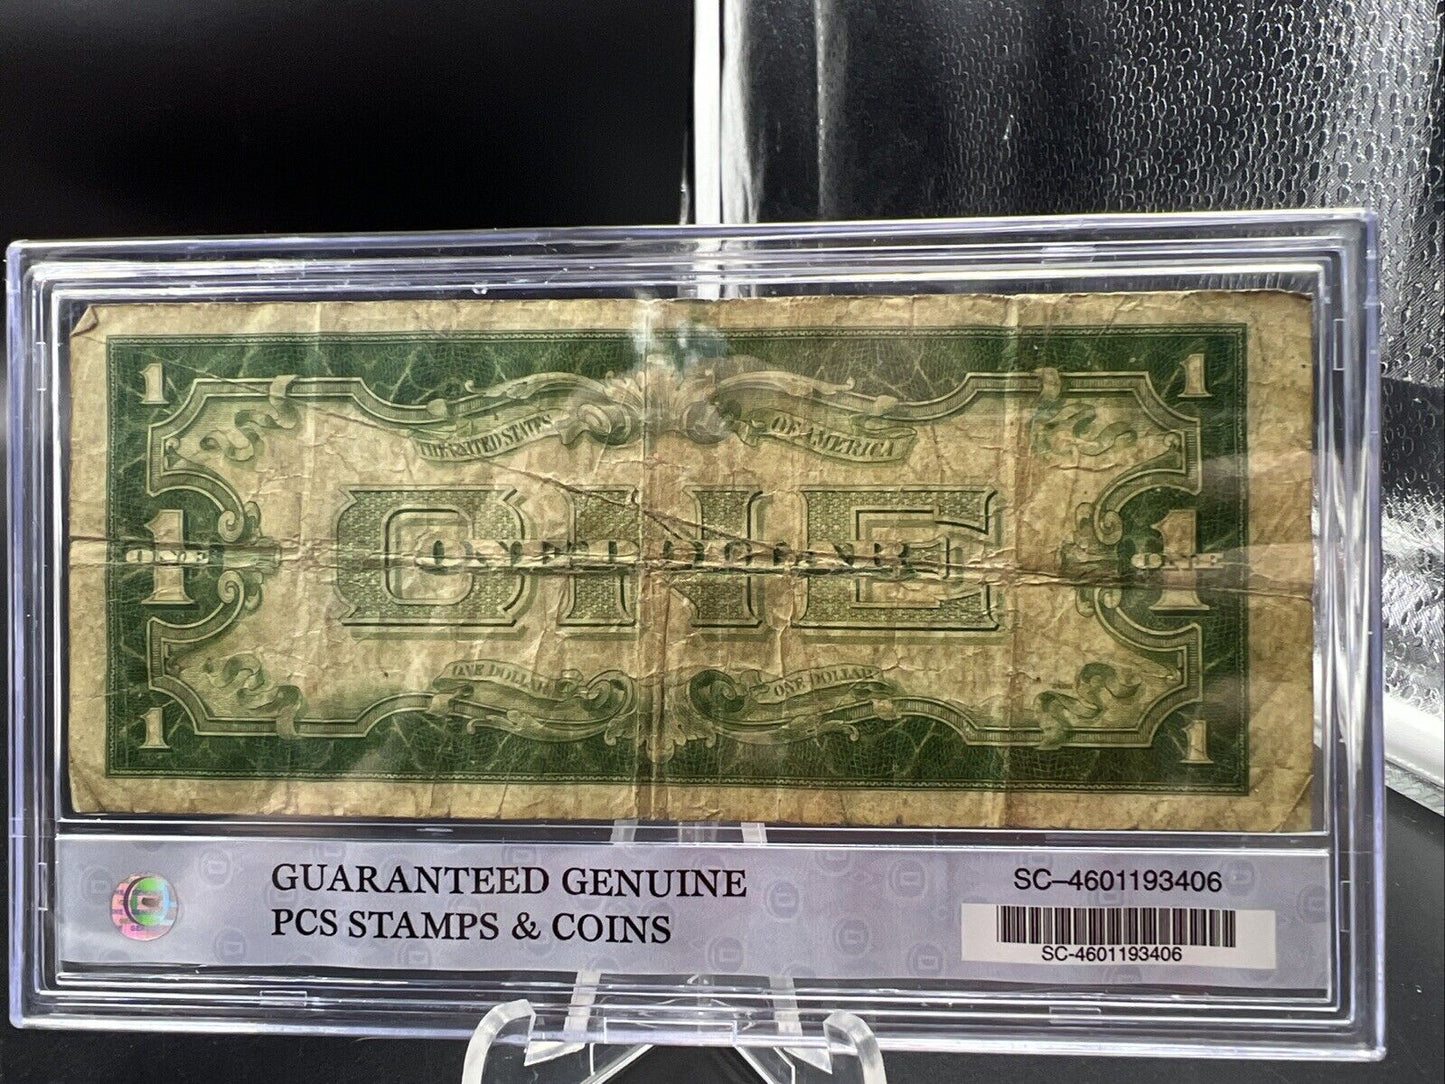 1 1
THE UNITED STATES OF AMERICA
ONE
ONE 1 ONE DOLLAR ONE 1
ONE DOLLAR ONE DOLLAR
1 1
GUARANTEED GENUINE
PCS STAMPS & COINS
SC–4601193406
SC-4601193406